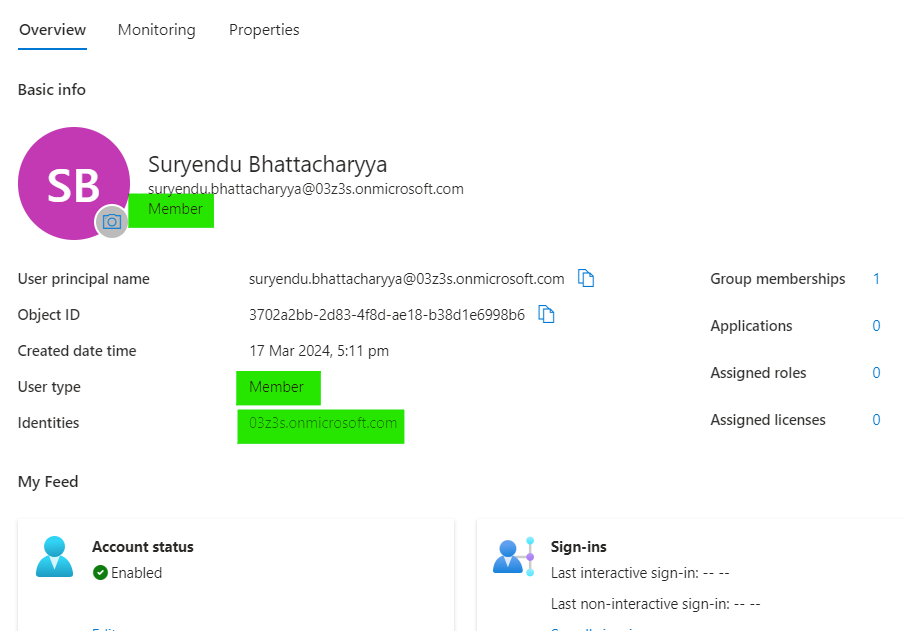 Overview Monitoring Properties
Basic info
SB
Suryendu Bhattacharyya
suryendu.bhattacharyya@03z3s.onmicrosoft.com
Member
User principal name suryendu.bhattacharyya@03z3s.onmicrosoft.com Group memberships 1
Object ID 3702a2bb-2d83-4f8d-ae18-b38d1e6998b6
Applications 0
Created date time 17 Mar 2024, 5:11 pm
Assigned roles 0
User type Member
Identities 03z3s.onmicrosoft.com Assigned licenses 0
My Feed
Account status Sign-ins
Enabled Last interactive sign-in: -- --
Last non-interactive sign-in: -- --